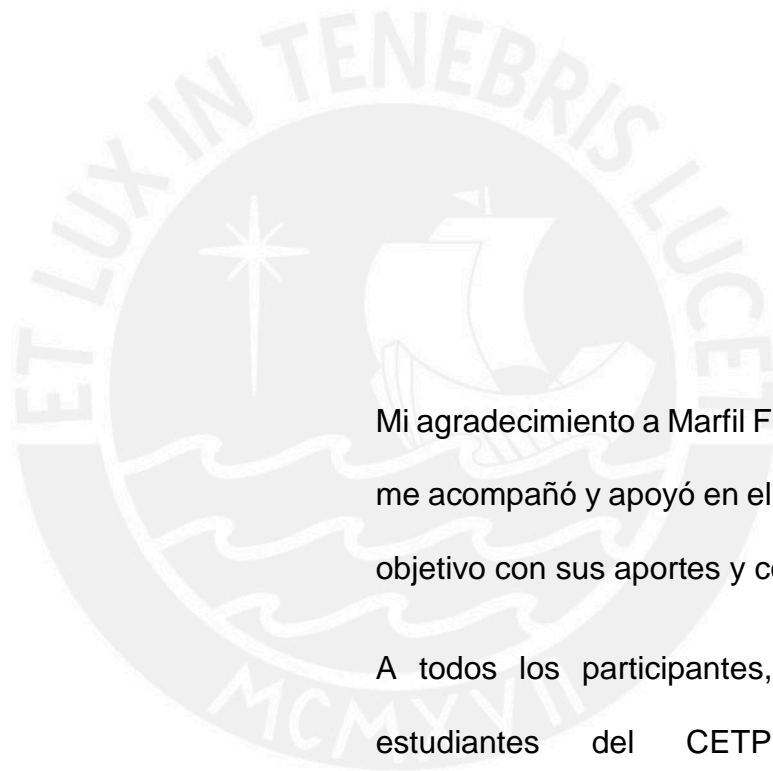 ET LUX IN TENEBRIS LUCET
MCMXVII
Mi agradecimiento a Marfil F
me acompañó y apoyó en el
objetivo con sus aportes y
A todos los participantes,
estudiantes del CETP